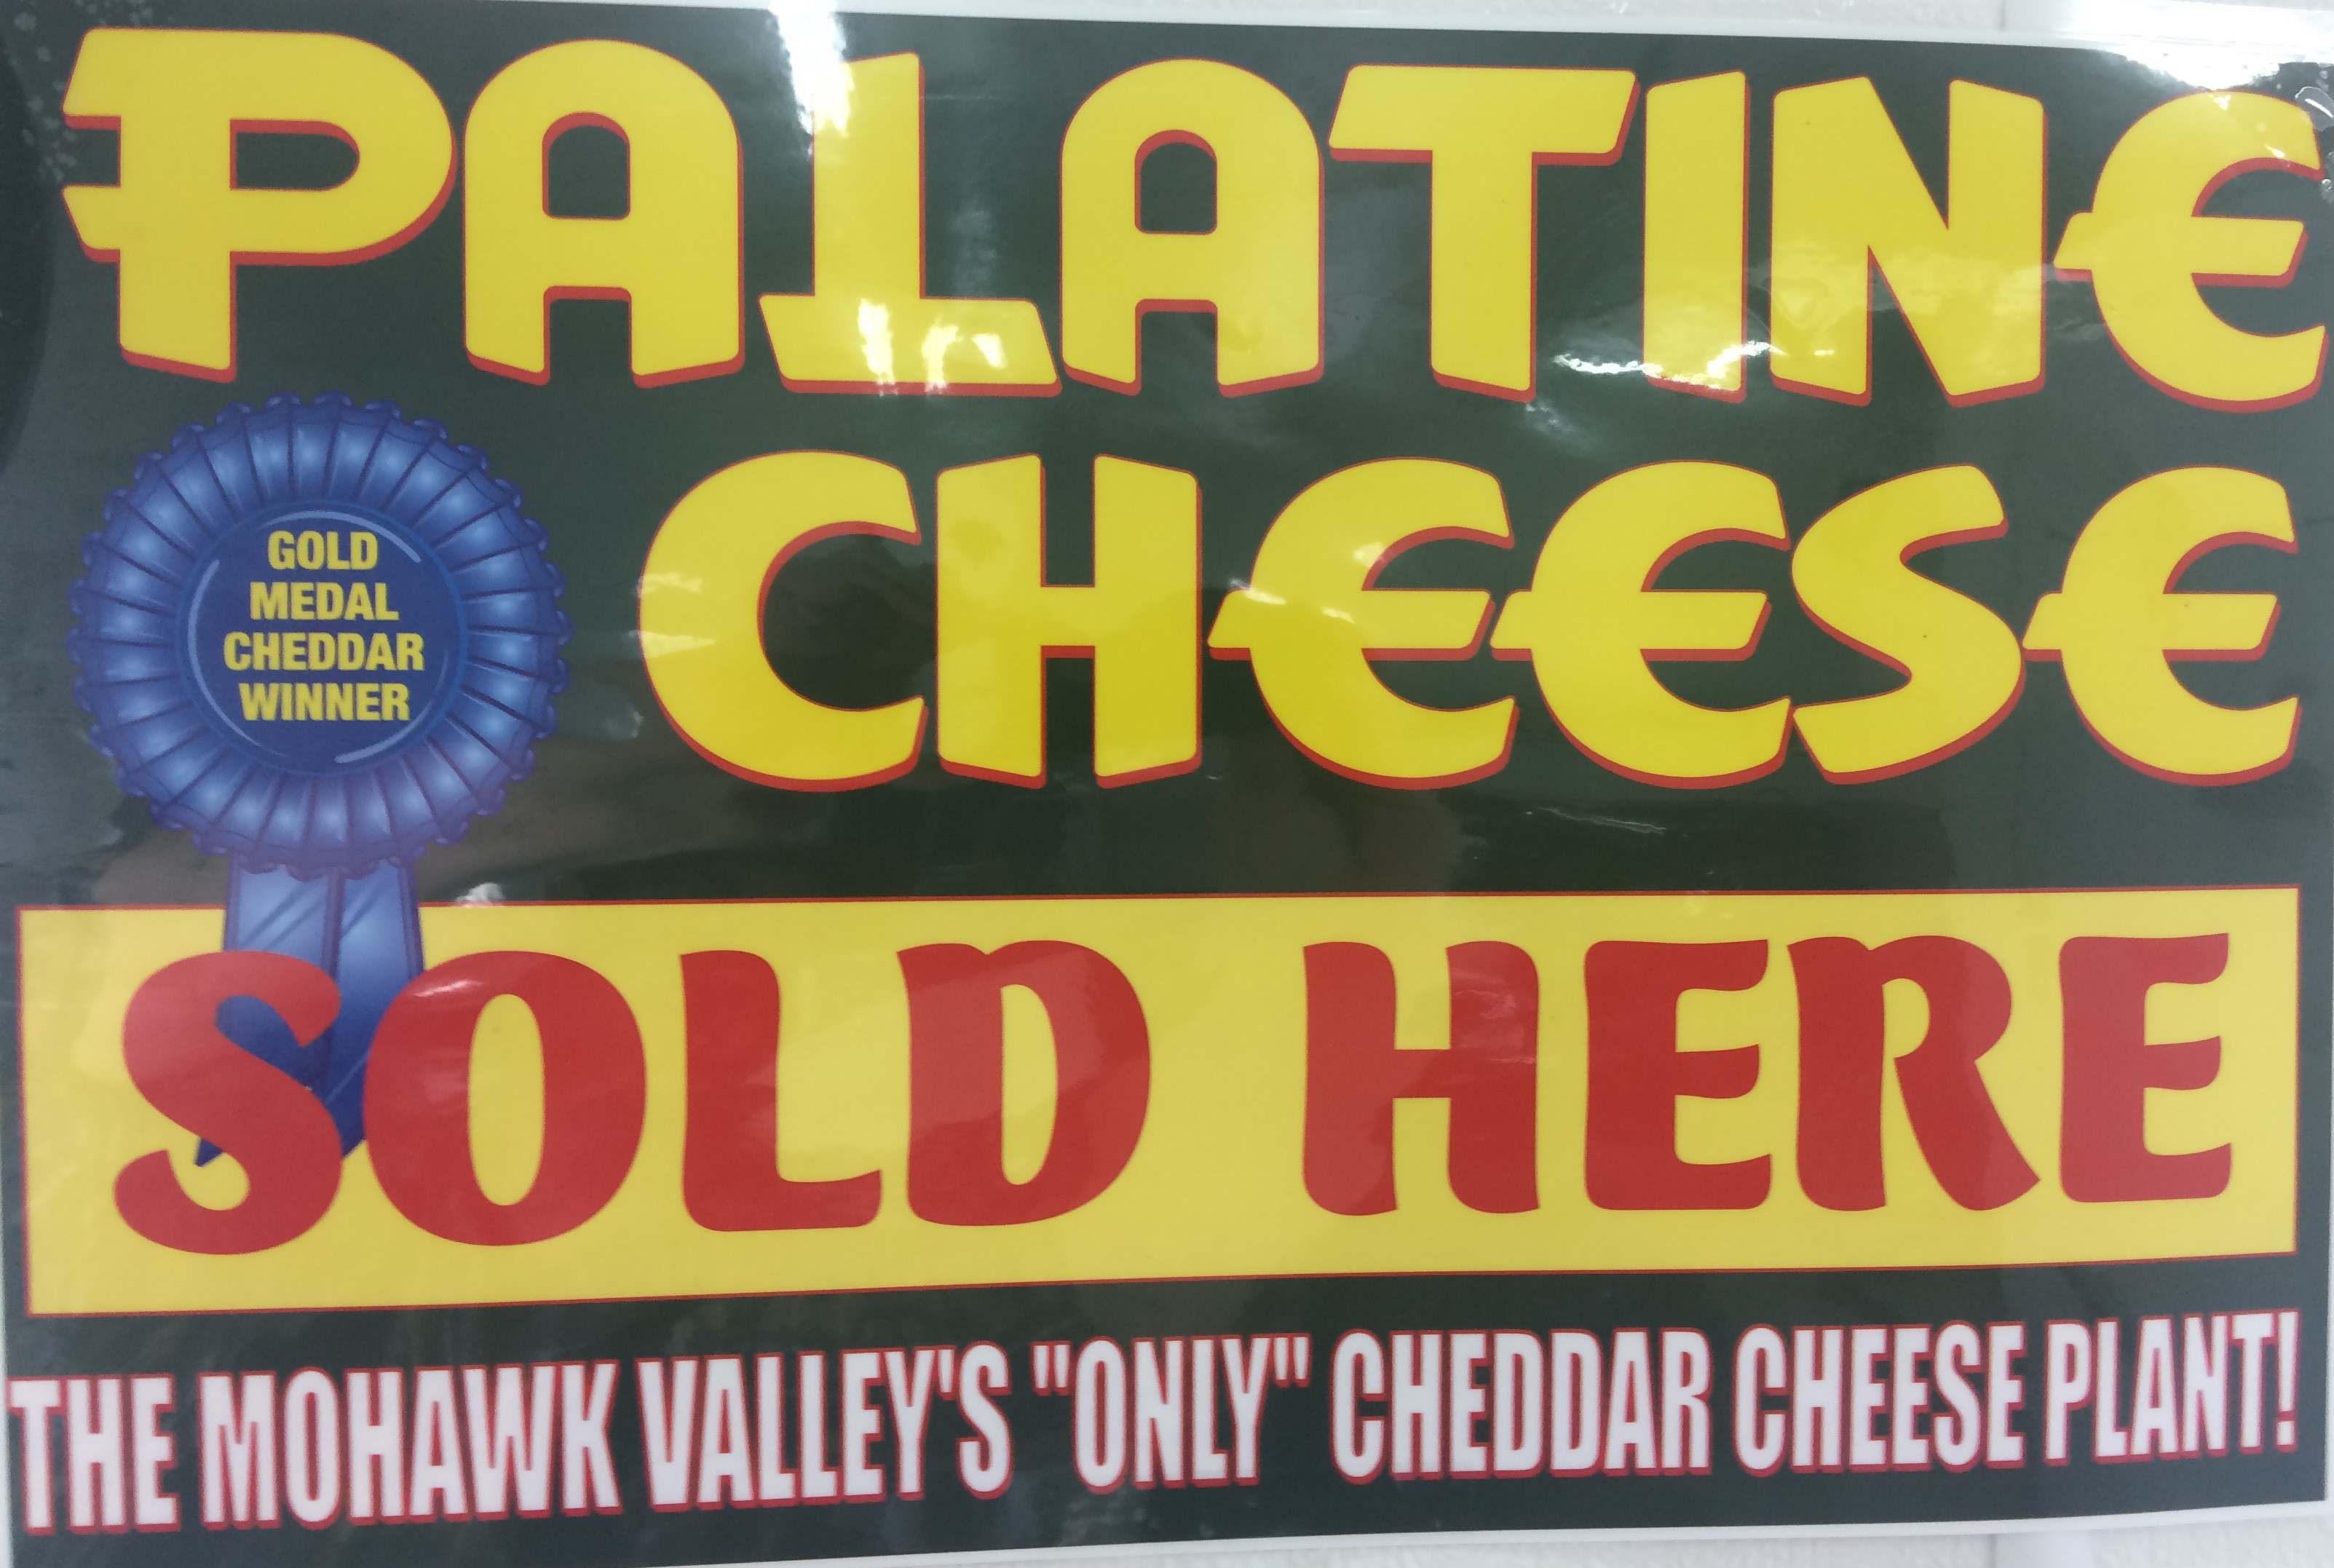 PALATINE
CHEESE
GOLD
MEDAL
CHEDDAR
WINNER
SOLD HERE
THE MOHAWK VALLEY'S "ONLY" CHEDDAR CHEESE PLANT!